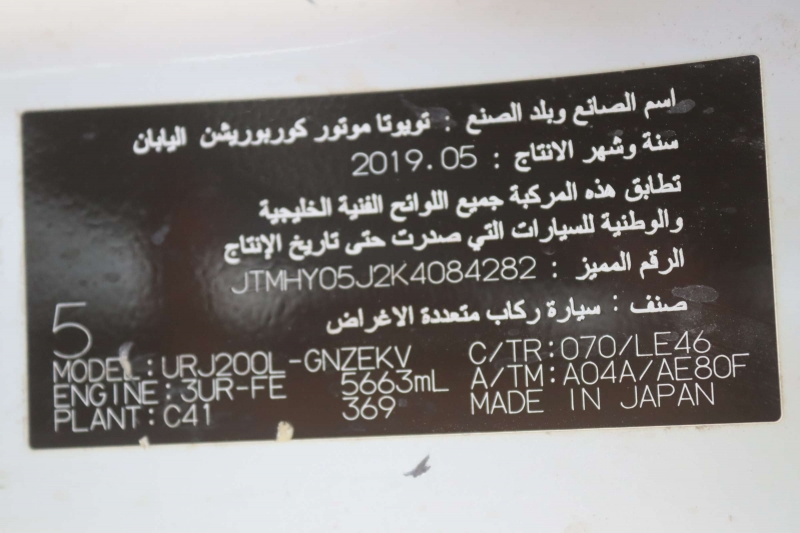 اسم الصانع وبلد الصنع : تويوتا موتور كوربوريشن اليابان
سنة وشهر الانتاج : 2019.05
تطابق هذه المركبة جميع اللوائح الفنية الخليجية
والوطنية للسيارات التي صدرت حتى تاريخ الإنتاج
الرقم المميز : JTMHY05J2K4084282
صنف : سيارة ركاب متعددة الاغراض
5
MODEL:URJ200L-GNZEKV C/TR:070/LE46
ENGINE:3UR-FE 5663mL A/TM:A04A/AE80F
PLANT:C41 369 MADE IN JAPAN